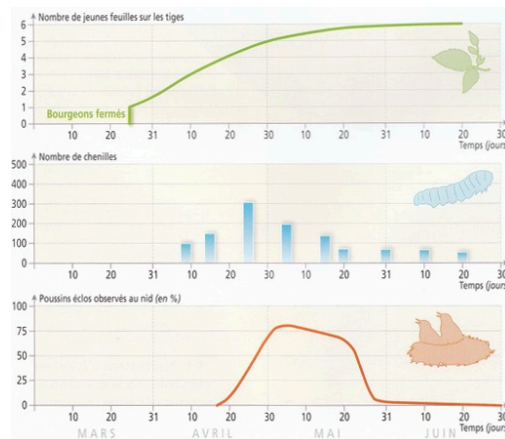 Nombre de jeunes feuilles sur les tiges
6
5
4
3
2
1
0
Bourgeons fermés
10 20 31 10 20 30 10 20 31 10 20 30
Temps (jours
Nombre de chenilles
500
400
300
200
100
0
10 20 31 10 20 30 10 20 31 10 20 30
Temps (jours
Poussins éclos observés au nid (en %)
100
75
50
25
0
10 20 31 10 20 30 10 20 31 10 20 30
Temps (jours
MARS AVRIL MAI JUIN